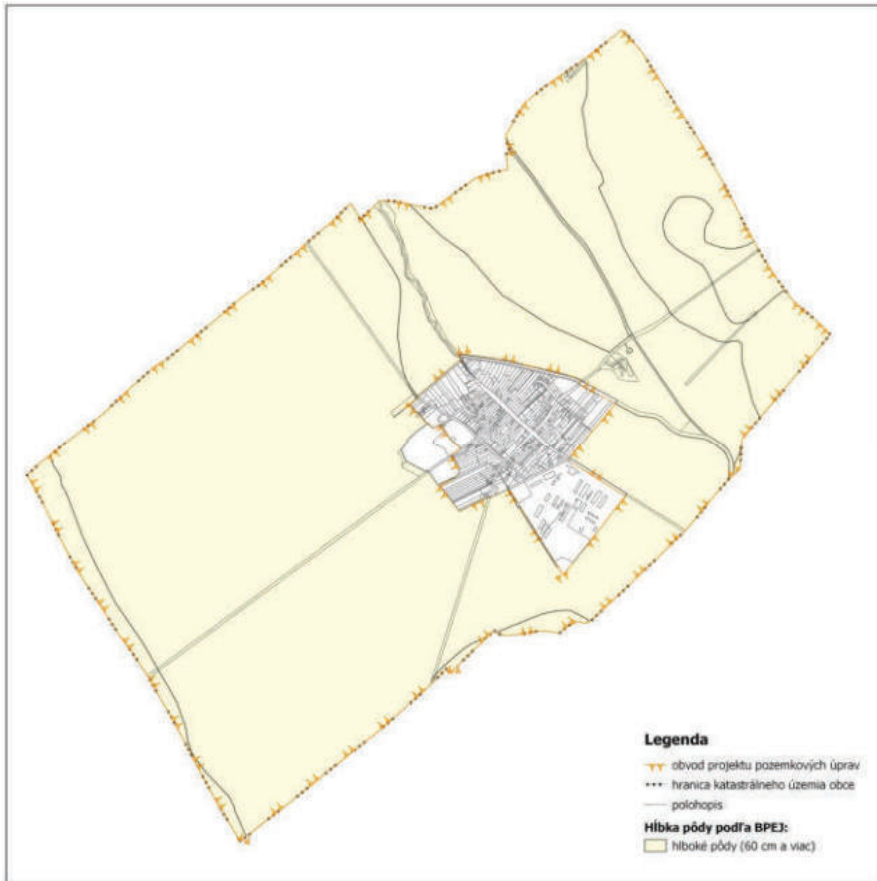 Legenda
obvod projektu pozemkových úprav
hranica katastrálneho územia obce
polohopis
Hĺbka pôdy podľa BPEJ:
hlboké pôdy (60 cm a viac)